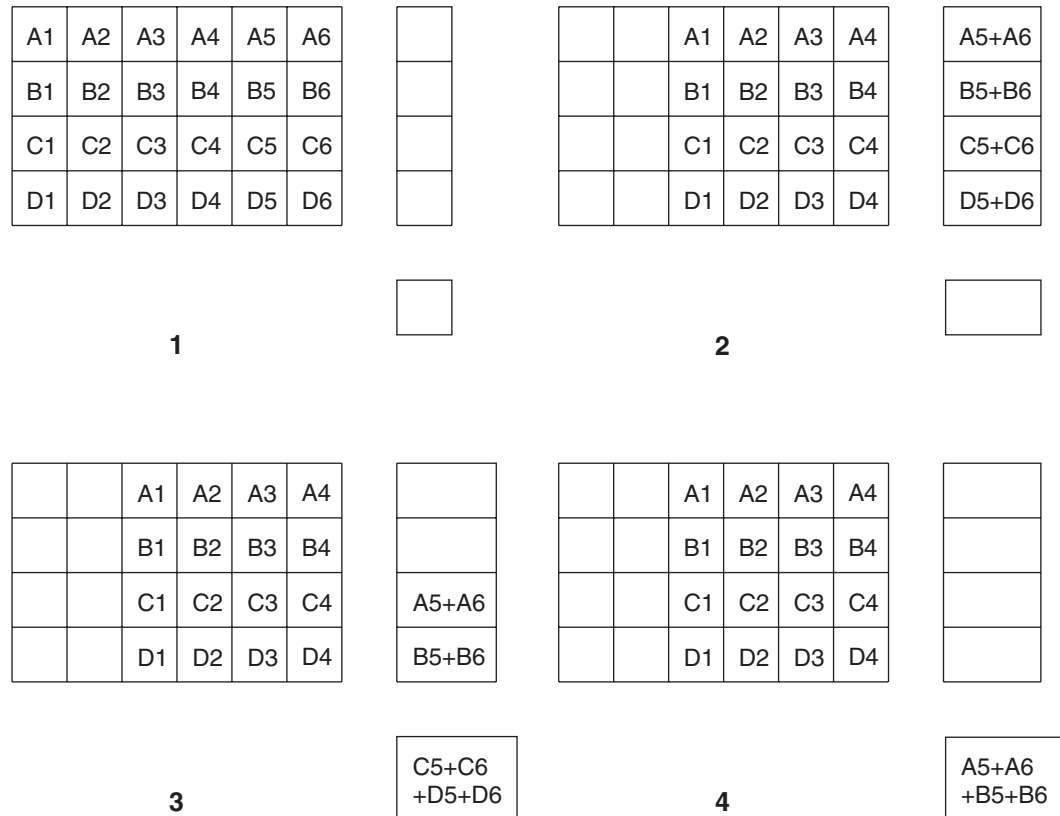 A1 A2 A3 A4 A5 A6
B1 B2 B3 B4 B5 B6
C1 C2 C3 C4 C5 C6
D1 D2 D3 D4 D5 D6
1
A1 A2 A3 A4 A5+A6
B1 B2 B3 B4 B5+B6
C1 C2 C3 C4 C5+C6
D1 D2 D3 D4 D5+D6
2
A1 A2 A3 A4
B1 B2 B3 B4
C1 C2 C3 C4 A5+A6
D1 D2 D3 D4 B5+B6
C5+C6
+D5+D6
3
A1 A2 A3 A4
B1 B2 B3 B4
C1 C2 C3 C4
D1 D2 D3 D4
A5+A6
+B5+B6
4